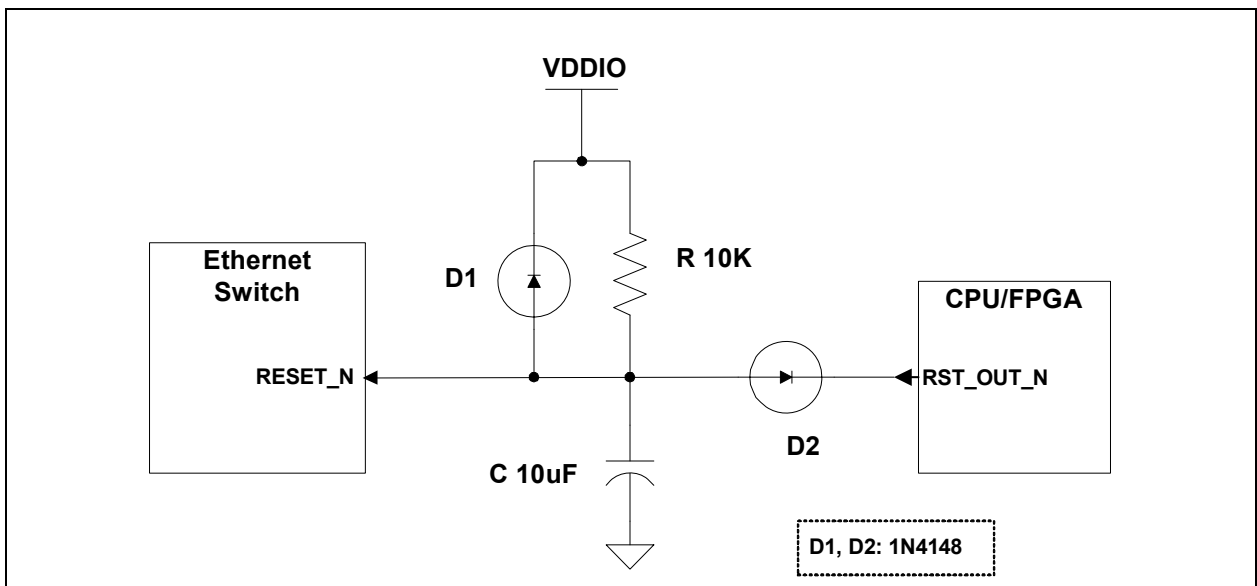 VDDIO
Ethernet
Switch
D1
R 10K
CPU/FPGA
RESET_N
RST_OUT_N
D2
C 10uF
D1, D2: 1N4148